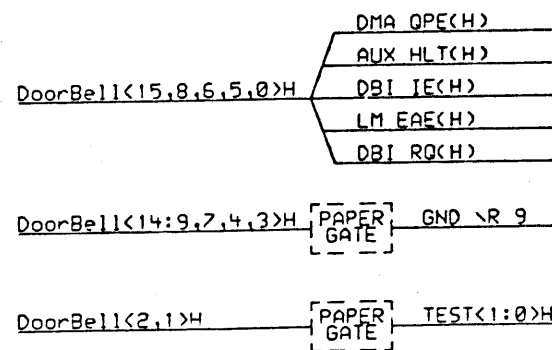 DMA QPE(H)
AUX HLT(H)
DoorBell<15,8,6,5,0>H DBI IE(H)
LM EAE(H)
DBI RQ(H)
DoorBell<14:9,7,4,3>H PAPER GATE GND \R 9
DoorBell<2,1>H PAPER GATE TEST<1:0>H